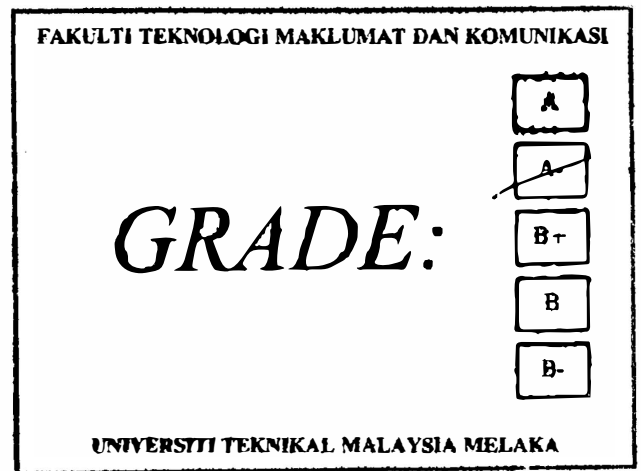 FAKULTI TEKNOLOGI MAKLUMAT DAN KOMUNIKASI
A
A-
GRADE:
B+
B
B-
UNIVERSITI TEKNIKAL MALAYSIA MELAKA